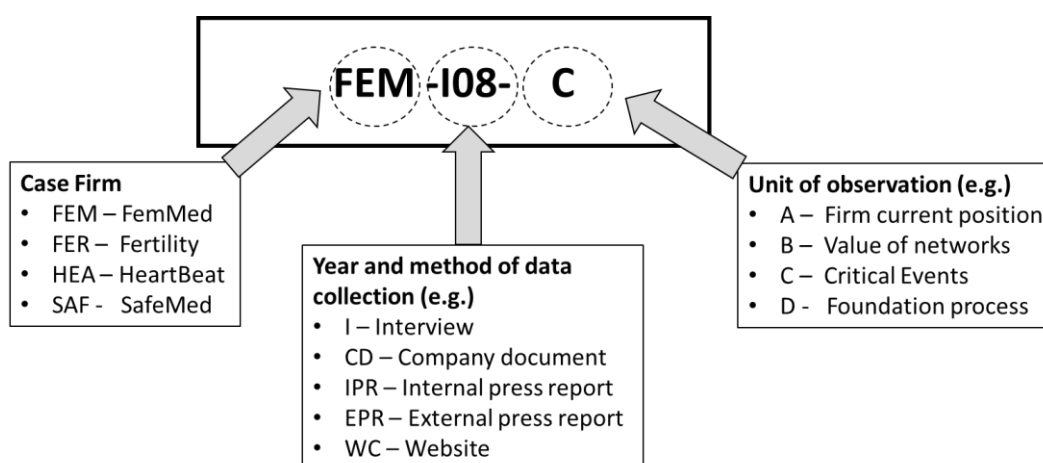 FEM -I08- C
Case Firm
• FEM – FemMed
• FER – Fertility
• HEA – HeartBeat
• SAF - SafeMed
Year and method of data
collection (e.g.)
• I – Interview
• CD – Company document
• IPR – Internal press report
• EPR – External press report
• WC – Website
Unit of observation (e.g.)
• A – Firm current position
• B – Value of networks
• C – Critical Events
• D - Foundation process